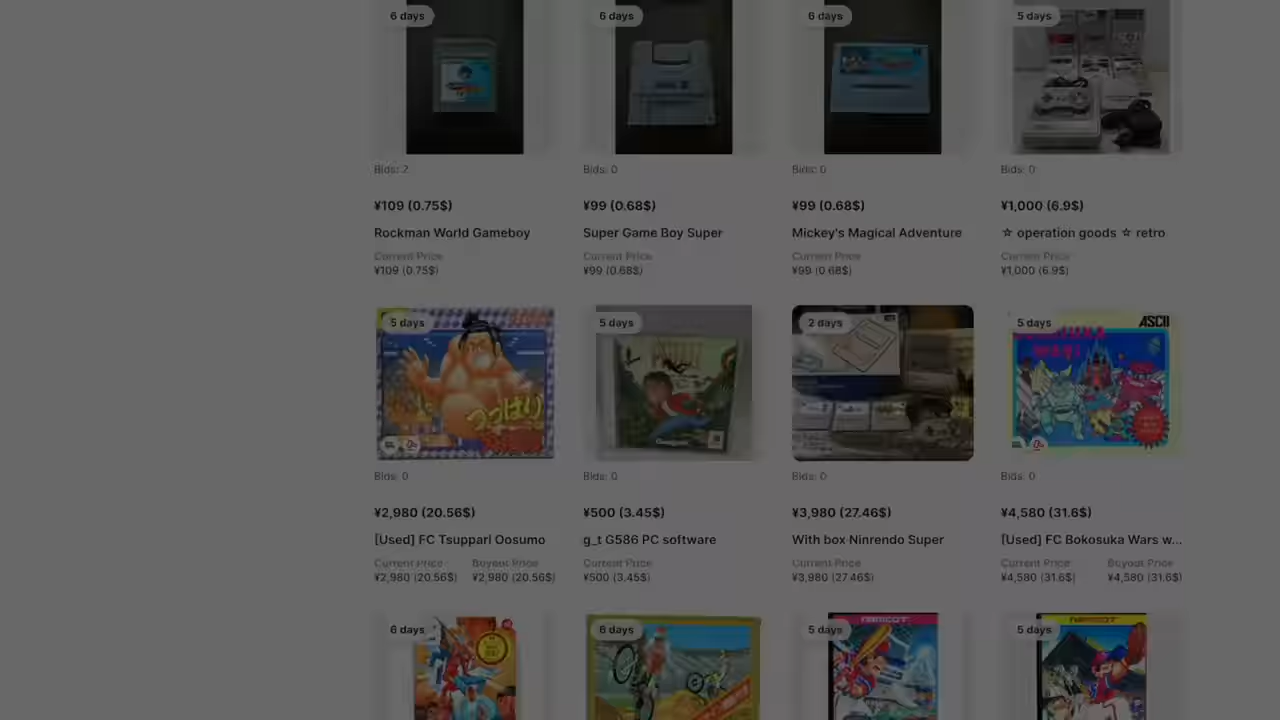 6 days
6 days
6 days
5 days
Bids: 2
Bids: 0
Bids: 0
Bids: 0
¥109 (0.75$)
¥99 (0.68$)
¥99 (0.68$)
¥1,000 (6.9$)
Rockman World Gameboy
Super Game Boy Super
Mickey's Magical Adventure
☆ operation goods ☆ retro
Current Price
Current Price
Current Price
Current Price
¥109 (0.75$)
¥99 (0.68$)
¥99 (0.68$)
¥1,000 (6.9$)
5 days
5 days
2 days
5 days
ASCII
つっぱり
Bids: 0
Bids: 0
Bids: 0
Bids: 0
¥2,980 (20.56$)
¥500 (3.45$)
¥3,980 (27.46$)
¥4,580 (31.6$)
[Used] FC Tsuppari Oosumo
g_t G586 PC software
With box Ninrendo Super
[Used] FC Bokosuka Wars w...
Current Price Buyout Price
Current Price
Current Price
Current Price Buyout Price
¥2,980 (20.56$) ¥2,980 (20.56$)
¥500 (3.45$)
¥3,980 (27.46$)
¥4,580 (31.6$) ¥4,580 (31.6$)
6 days
6 days
5 days
5 days
NAMCOT
NAMCOT